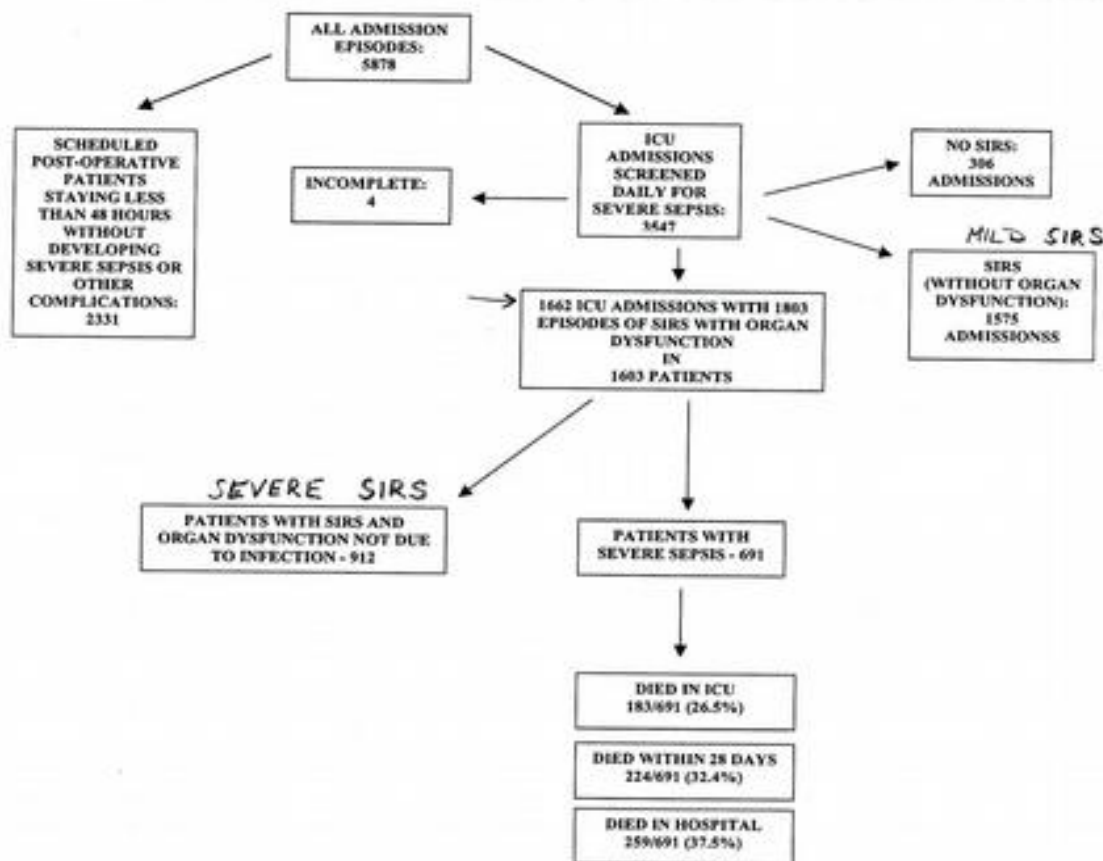 ALL ADMISSION
EPISODES:
5878
SCHEDULED
POST-OPERATIVE
PATIENTS
STAYING LESS
THAN 48 HOURS
WITHOUT
DEVELOPING
SEVERE SEPSIS OR
OTHER
COMPLICATIONS:
2331
INCOMPLETE:
4
ICU
ADMISSIONS
SCREENED
DAILY FOR
SEVERE SEPSIS:
3547
NO SIRS:
306
ADMISSIONS
MILD SIRS
SIRS
(WITHOUT ORGAN
DYSFUNCTION):
1575
ADMISSIONSS
1662 ICU ADMISSIONS WITH 1803
EPISODES OF SIRS WITH ORGAN
DYSFUNCTION
IN
1603 PATIENTS
SEVERE SIRS
PATIENTS WITH SIRS AND
ORGAN DYSFUNCTION NOT DUE
TO INFECTION - 912
PATIENTS WITH
SEVERE SEPSIS - 691
DIED IN ICU
183/691 (26.5%)
DIED WITHIN 28 DAYS
224/691 (32.4%)
DIED IN HOSPITAL
259/691 (37.5%)